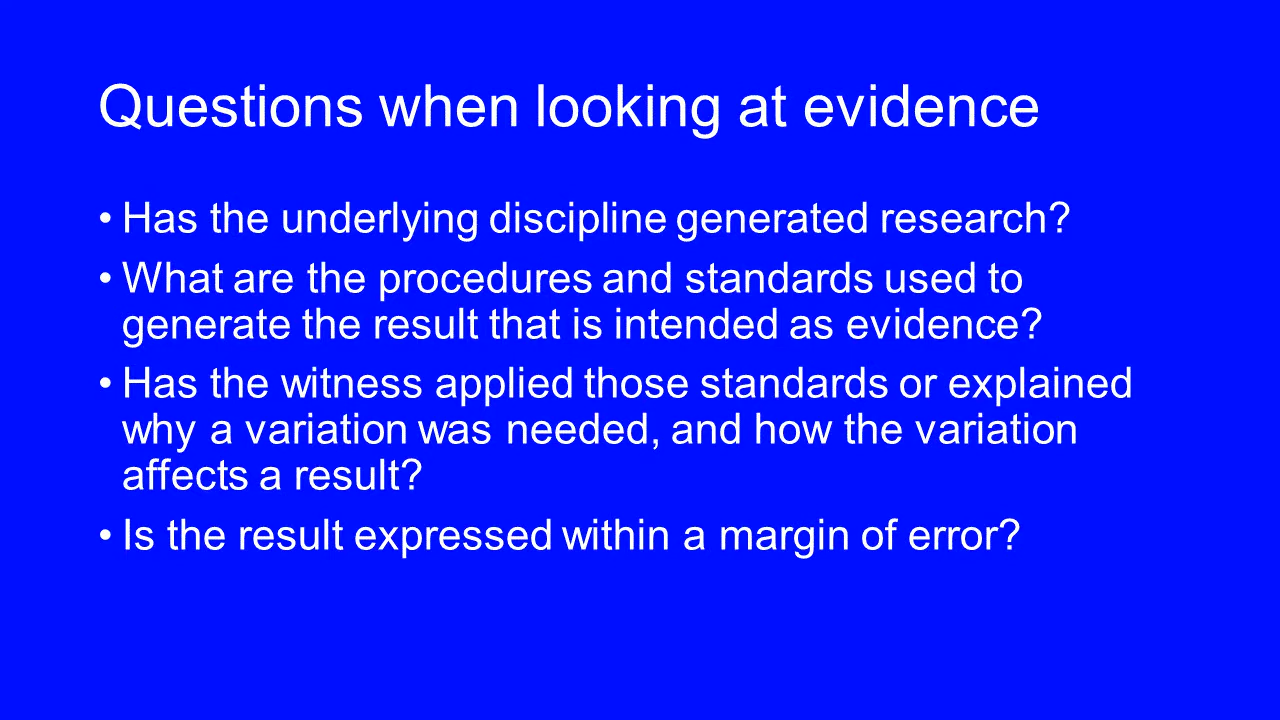 Questions when looking at evidence
• Has the underlying discipline generated research?
• What are the procedures and standards used to
generate the result that is intended as evidence?
• Has the witness applied those standards or explained
why a variation was needed, and how the variation
affects a result?
• Is the result expressed within a margin of error?